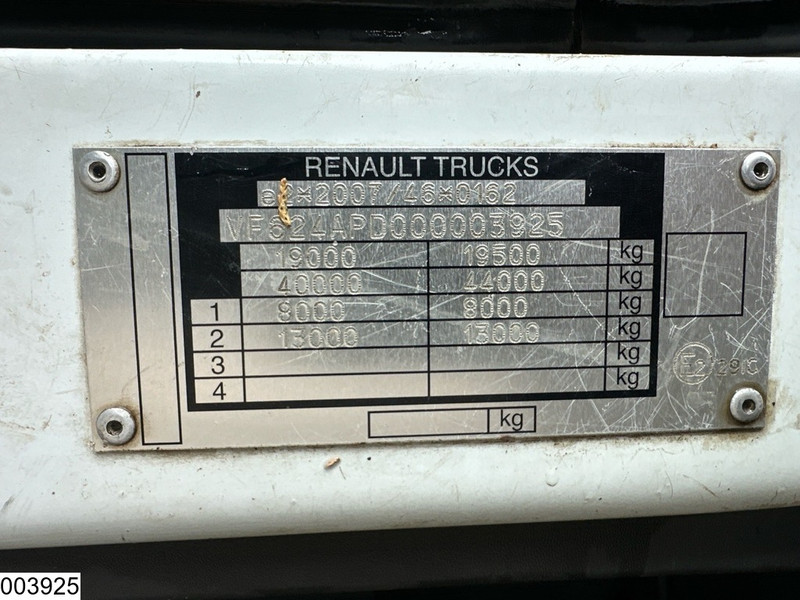 RENAULT TRUCKS
*2007/46*0162
VF624APD000003925
19000 19500 kg
40000 44000 kg
1 8000 8000 kg
2 13000 13000 kg
3 kg
4 kg
kg
003925